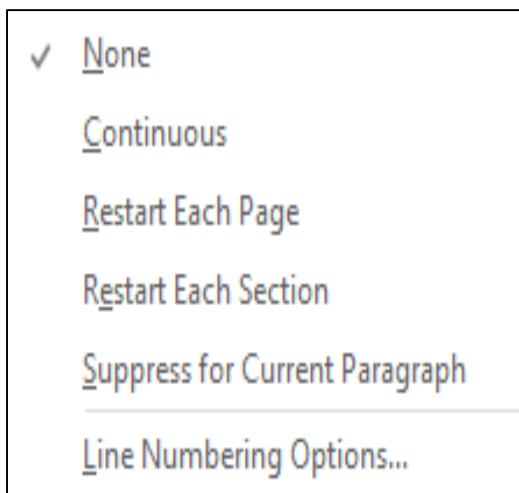 None
Continuous
Restart Each Page
Restart Each Section
Suppress for Current Paragraph
Line Numbering Options...